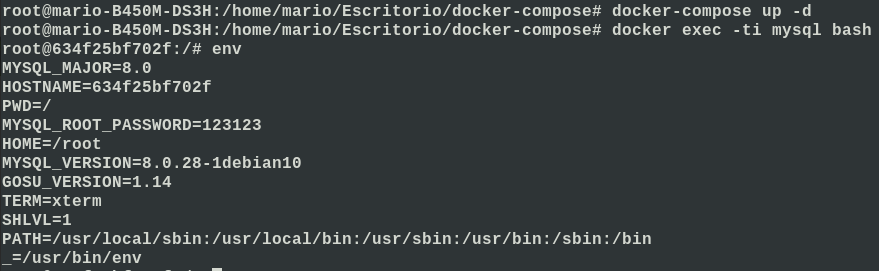 root@mario-B450M-DS3H:/home/mario/Escritorio/docker-compose# docker-compose up -d
root@mario-B450M-DS3H:/home/mario/Escritorio/docker-compose# docker exec -ti mysql bash
root@634f25bf702f:/# env
MYSQL_MAJOR=8.0
HOSTNAME=634f25bf702f
PWD=/
MYSQL_ROOT_PASSWORD=123123
HOME=/root
MYSQL_VERSION=8.0.28-1debian10
GOSU_VERSION=1.14
TERM=xterm
SHLVL=1
PATH=/usr/local/sbin:/usr/local/bin:/usr/sbin:/usr/bin:/sbin:/bin
_=/usr/bin/env